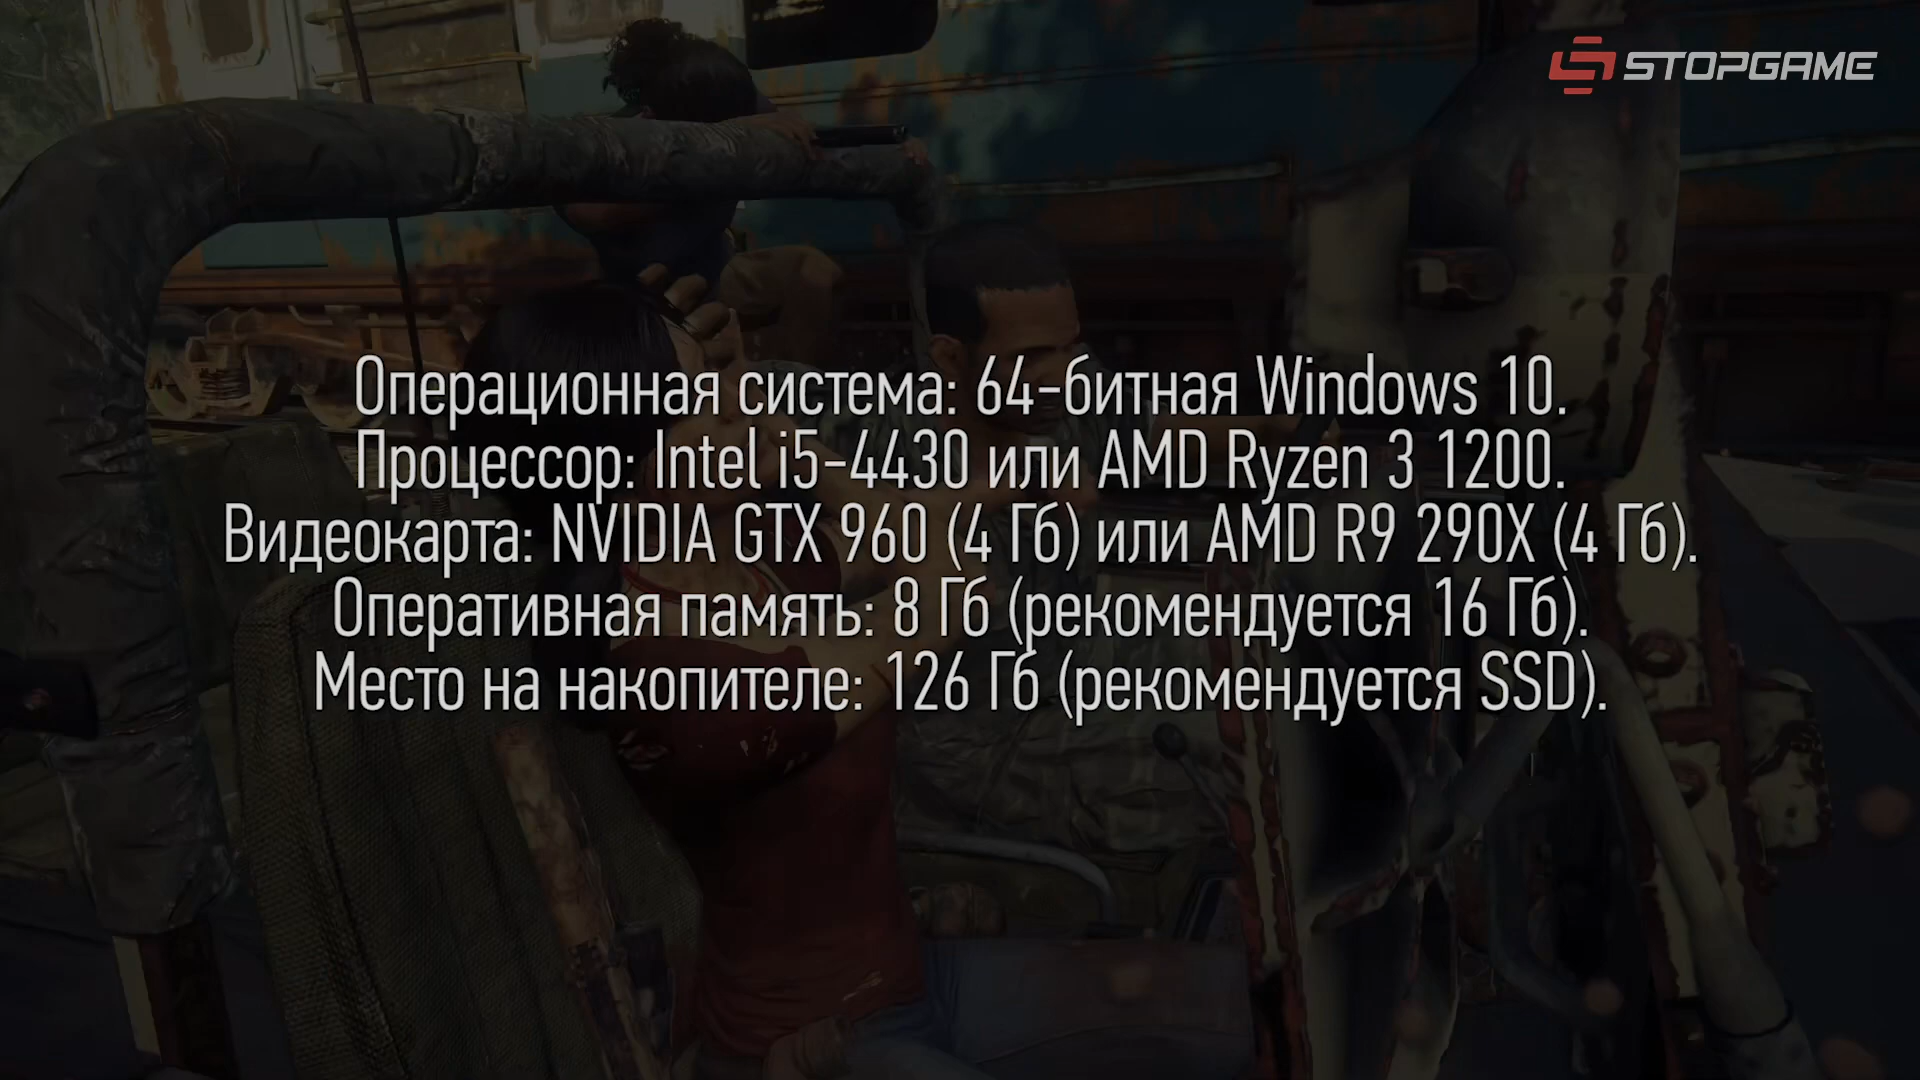 STOPGAME
Операционная система: 64-битная Windows 10.
Процессор: Intel i5-4430 или AMD Ryzen 3 1200.
Видеокарта: NVIDIA GTX 960 (4 Гб) или AMD R9 290X (4 Гб).
Оперативная память: 8 Гб (рекомендуется 16 Гб).
Место на накопителе: 126 Гб (рекомендуется SSD).